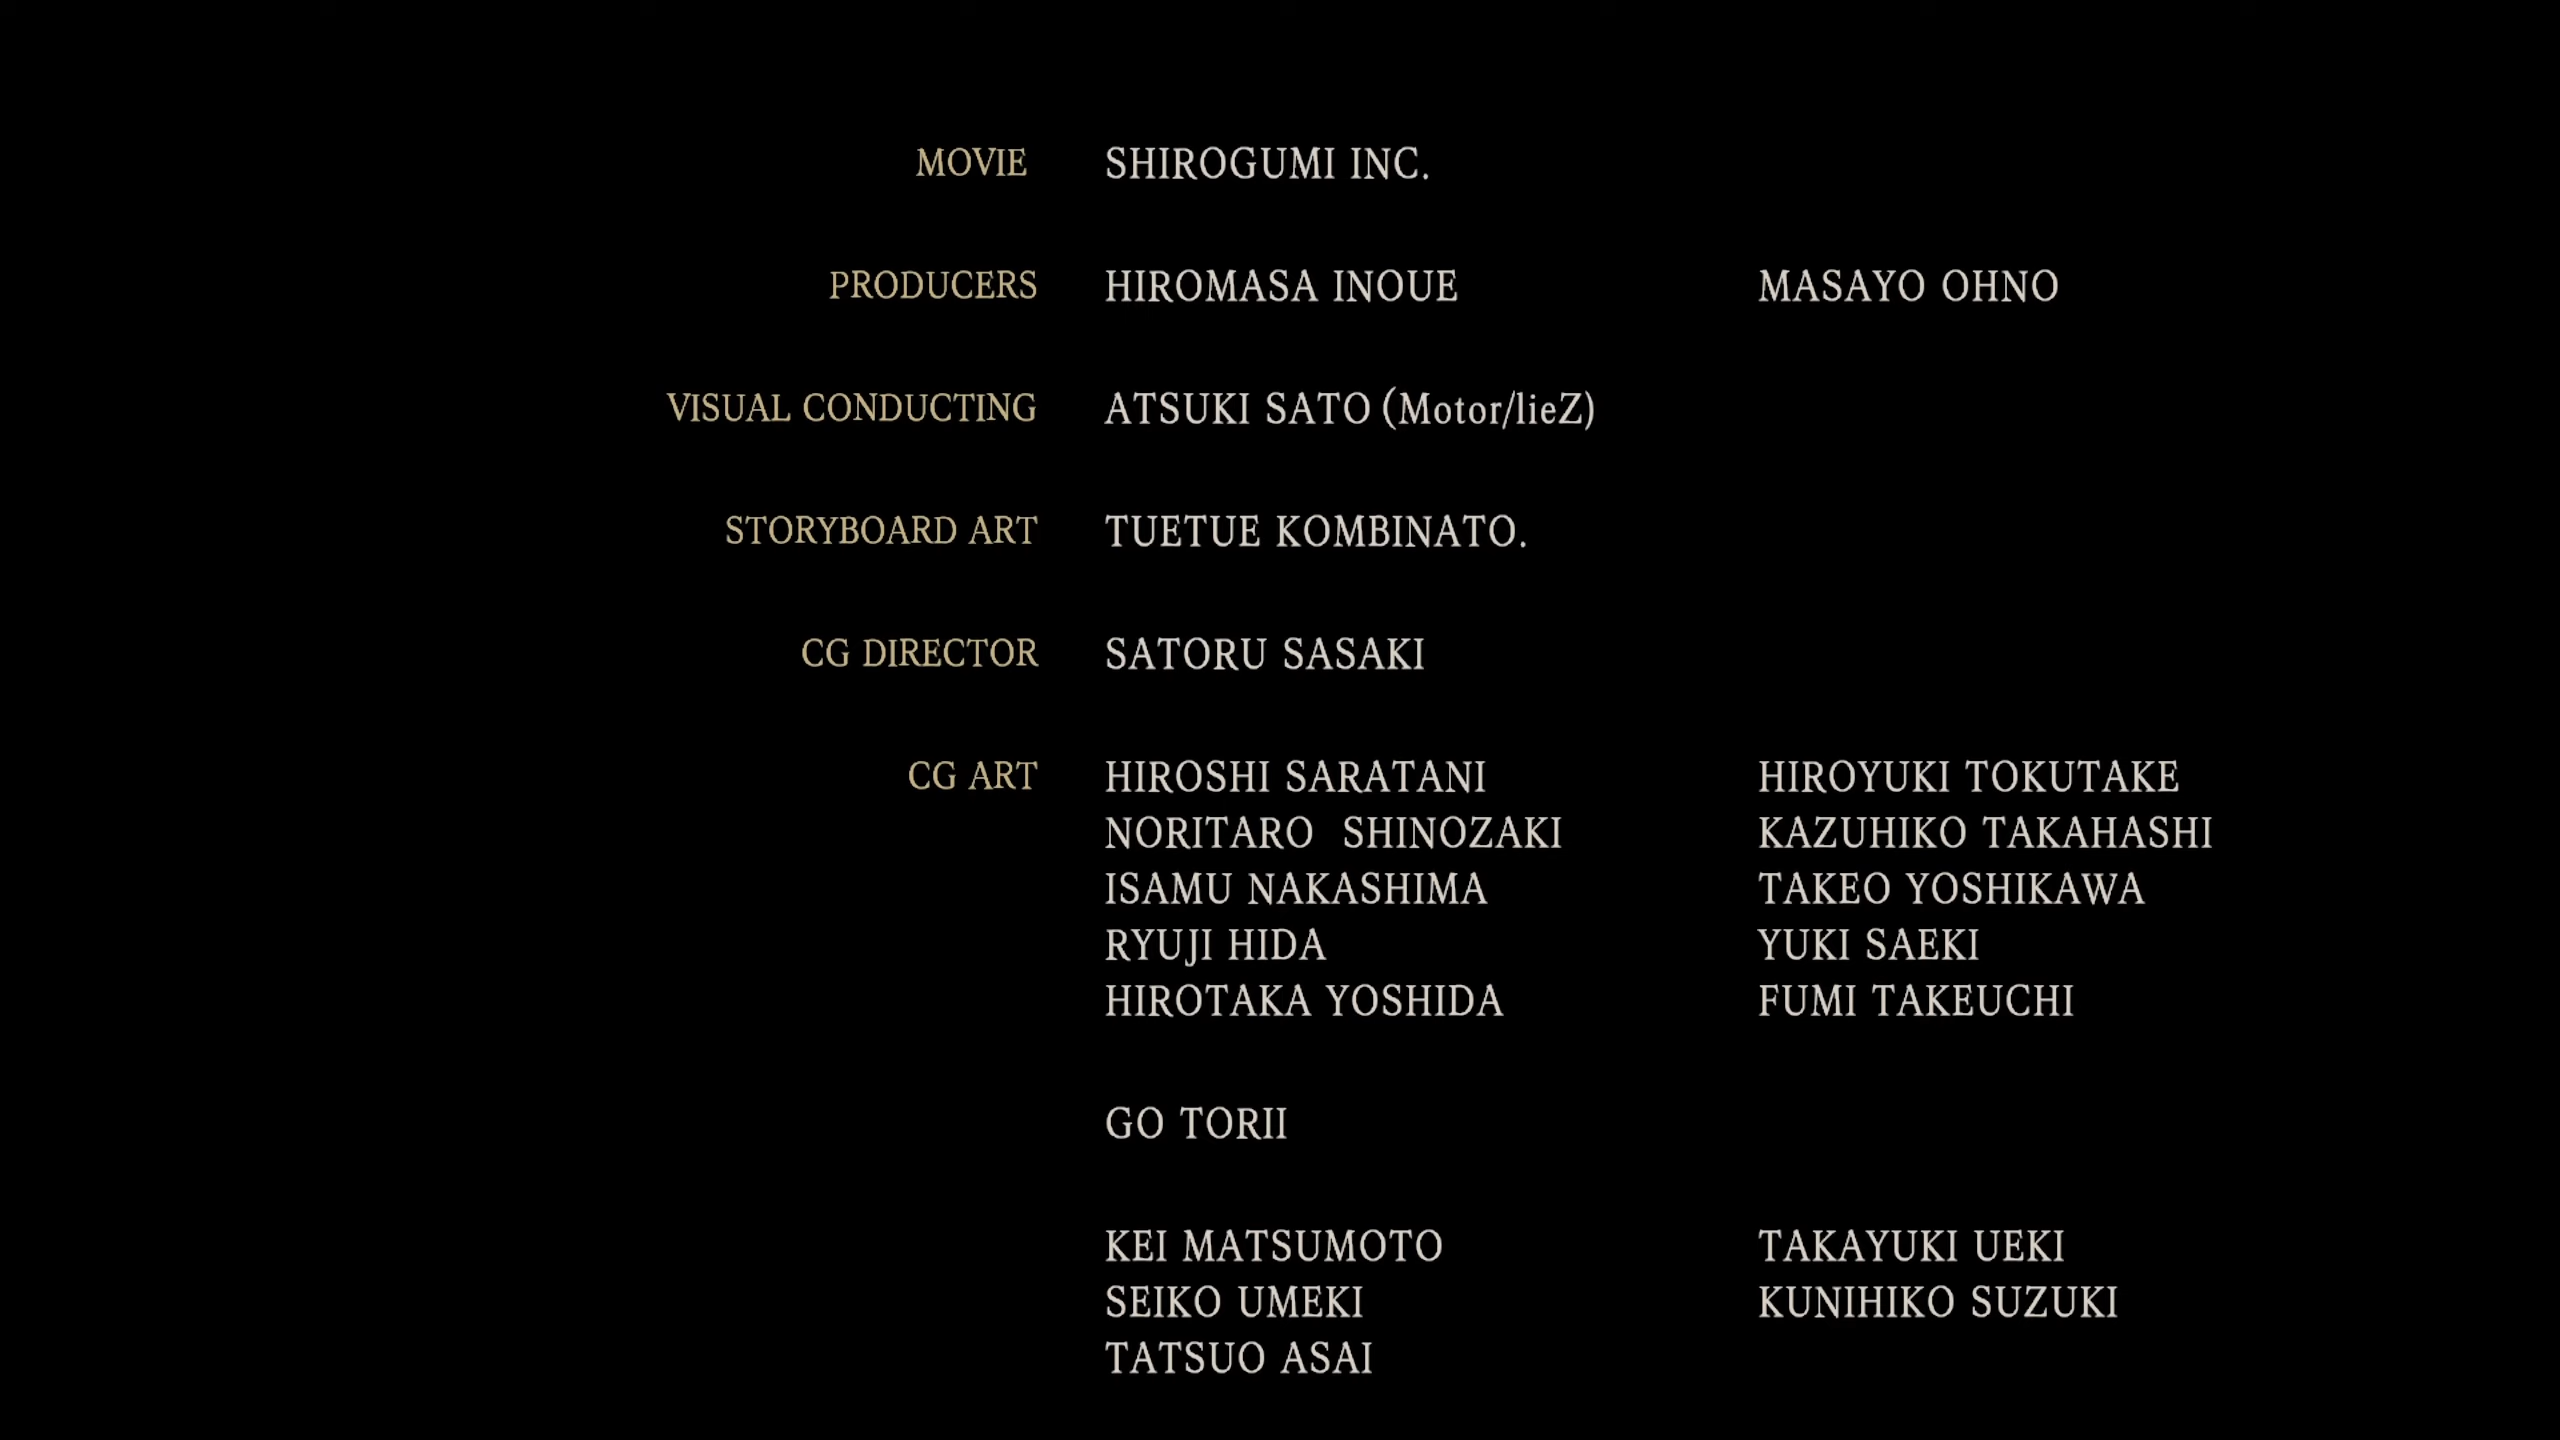 MOVIE SHIROGUMI INC.
PRODUCERS HIROMASA INOUE MASAYO OHNO
VISUAL CONDUCTING ATSUKI SATO (Motor/lieZ)
STORYBOARD ART TUETUE KOMBINATO.
CG DIRECTOR SATORU SASAKI
CG ART HIROSHI SARATANI HIROYUKI TOKUTAKE
NORITARO SHINOZAKI KAZUHIKO TAKAHASHI
ISAMU NAKASHIMA TAKEO YOSHIKAWA
RYUJI HIDA YUKI SAEKI
HIROTAKA YOSHIDA FUMI TAKEUCHI
GO TORII
KEI MATSUMOTO TAKAYUKI UEKI
SEIKO UMEKI KUNIHIKO SUZUKI
TATSUO ASAI